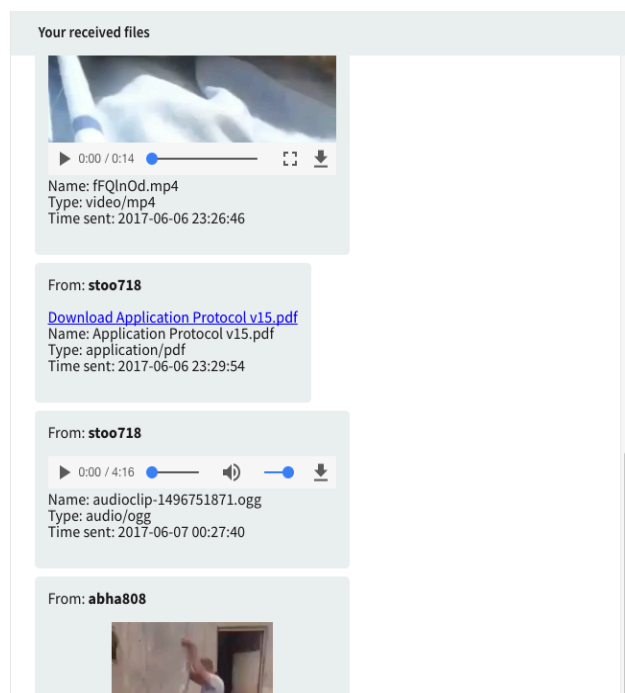 Your received files
0:00 / 0:14
Name: fFQlnOd.mp4
Type: video/mp4
Time sent: 2017-06-06 23:26:46
From: stoo718
Download Application Protocol v15.pdf
Name: Application Protocol v15.pdf
Type: application/pdf
Time sent: 2017-06-06 23:29:54
From: stoo718
0:00 / 4:16
Name: audioclip-1496751871.ogg
Type: audio/ogg
Time sent: 2017-06-07 00:27:40
From: abha808